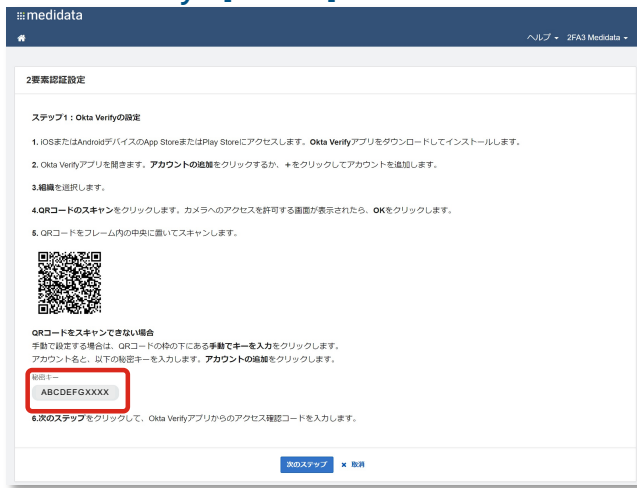 medidata
ヘルプ 2FA3 Medidata
2要素認証設定
ステップ1：Okta Verifyの設定
1. iOSまたはAndroidデバイスのApp StoreまたはPlay Storeにアクセスします。Okta Verifyアプリをダウンロードしてインストールします。
2. Okta Verifyアプリを開きます。アカウントの追加をクリックするか、+をクリックしてアカウントを追加します。
3.組織を選択します。
4.QRコードのスキャンをクリックします。カメラへのアクセスを許可する画面が表示されたら、OKをクリックします。
5. QRコードをフレーム内の中央に置いてスキャンします。
QRコードをスキャンできない場合
手動で設定する場合は、QRコードの枠の下にある手動でキーを入力をクリックします。
アカウント名と、以下の秘密キーを入力します。アカウントの追加をクリックします。
秘密キー
ABCDEFGXXXX
6.次のステップをクリックして、Okta Verifyアプリからのアクセス確認コードを入力します。
次のステップ × 取消